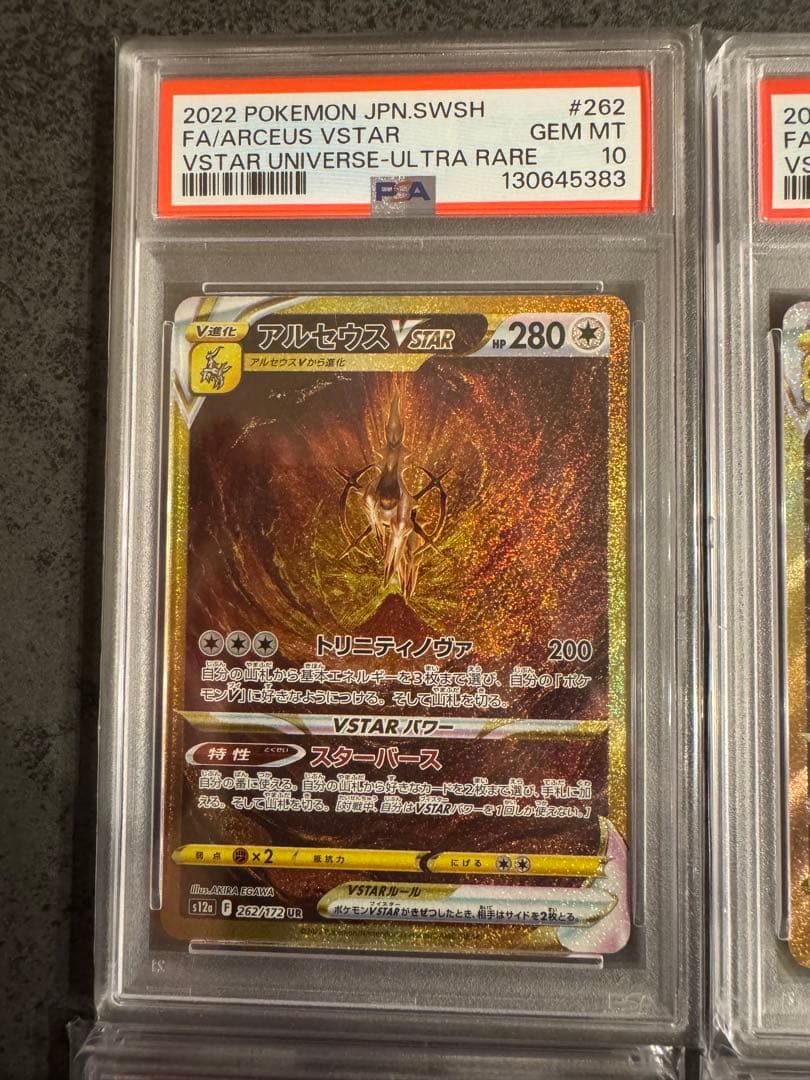 2022 POKEMON JPN.SWSH #262
FA/ARCEUS VSTAR GEM MT
VSTAR UNIVERSE-ULTRA RARE 10
PSA 130645383
V進化 アルセウス VSTAR HP 280
アルセウスVから進化
トリニティノヴァ 200
自分の山札から基本エネルギーを3枚まで選び、自分の「ポケ
モンV」に好きなようにつける。そして山札を切る。
VSTARパワー
特性 とくせい スターバース
自分の番に使える。自分の山札から好きなカードを2枚まで選び、手札に加
える。そして山札を切る。[対戦中、自分はVSTARパワーを1回しか使えない。]
弱点 ×2 抵抗力 にげる
Illus. AKIRA EGAWA
VSTARルール
s12a F 262/172 UR
ポケモンVSTARがきぜつしたとき、相手はサイドを2枚とる。
20
FA
VS